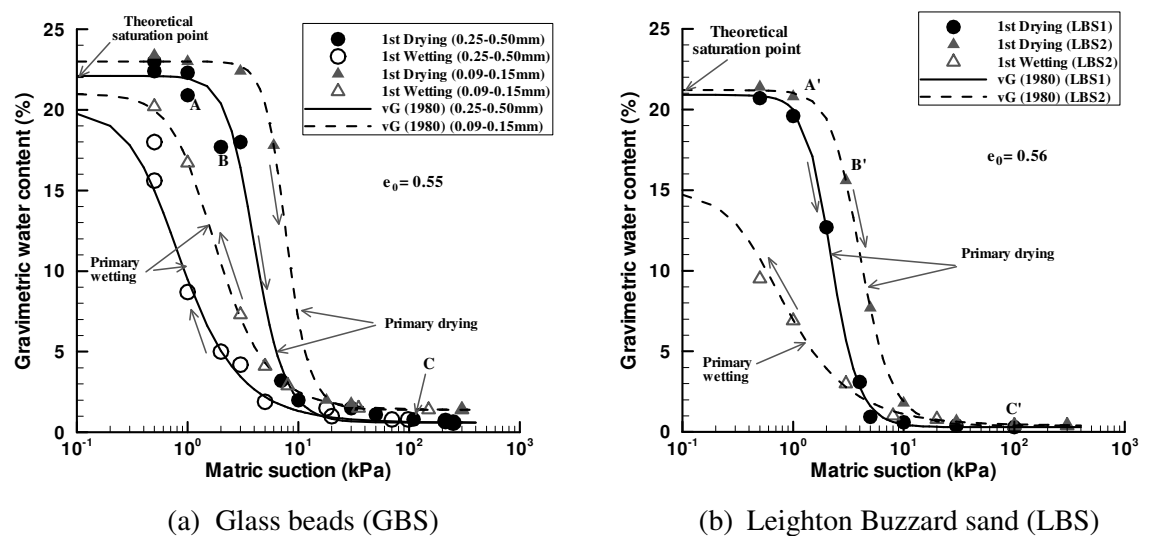 Theoretical
saturation point
1st Drying (0.25-0.50mm)
1st Wetting (0.25-0.50mm)
1st Drying (0.09-0.15mm)
1st Wetting (0.09-0.15mm)
vG (1980) (0.25-0.50mm)
vG (1980) (0.09-0.15mm)
A
B
e0 = 0.55
Primary
wetting
Primary drying
C
Gravimetric water content (%)
25
20
15
10
5
0
10-1
100
101
102
103
Matric suction (kPa)
(a) Glass beads (GBS)
Theoretical
saturation point
1st Drying (LBS1)
1st Drying (LBS2)
1st Wetting (LBS2)
vG (1980) (LBS1)
vG (1980) (LBS2)
A'
B'
e0 = 0.56
Primary drying
Primary
wetting
C'
Gravimetric water content (%)
25
20
15
10
5
0
10-1
100
101
102
103
Matric suction (kPa)
(b) Leighton Buzzard sand (LBS)